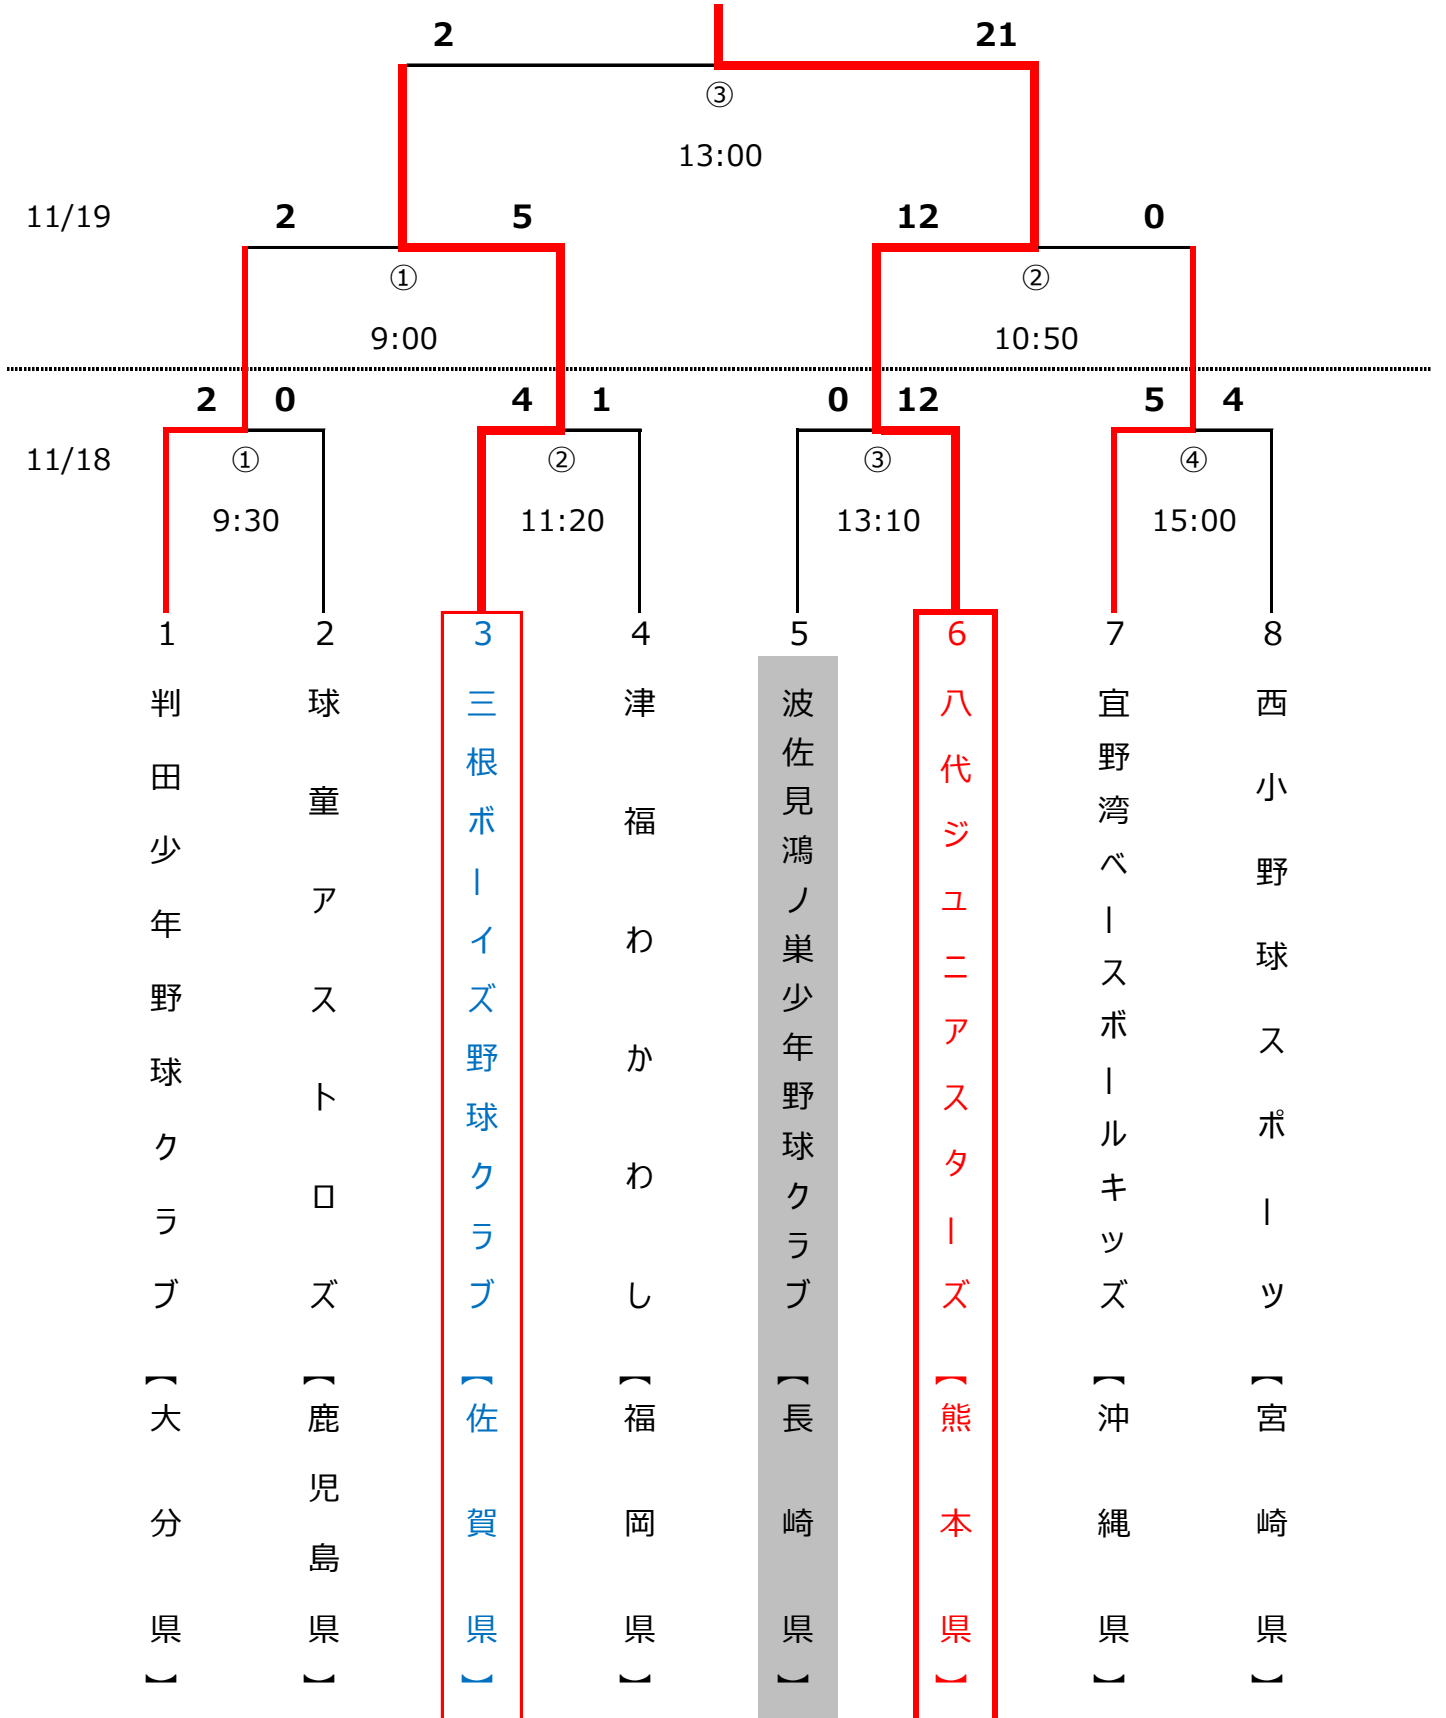 2 21
③
13:00
11/19 2 5 12 0
① ②
9:00 10:50
2 0 4 1 0 12 5 4
11/18 ① ② ③ ④
9:30 11:20 13:10 15:00
1 2 3 4 5 6 7 8
判田少年野球クラブ【大分県】
球童アストロズ【鹿児島県】
三根ボーイズ野球クラブ【佐賀県】
津福わかわし【福岡県】
波佐見鴻ノ巣少年野球クラブ【長崎県】
八代ジュニアスターズ【熊本県】
宜野湾ベースボールキッズ【沖縄県】
西小野球スポーツ【宮崎県】